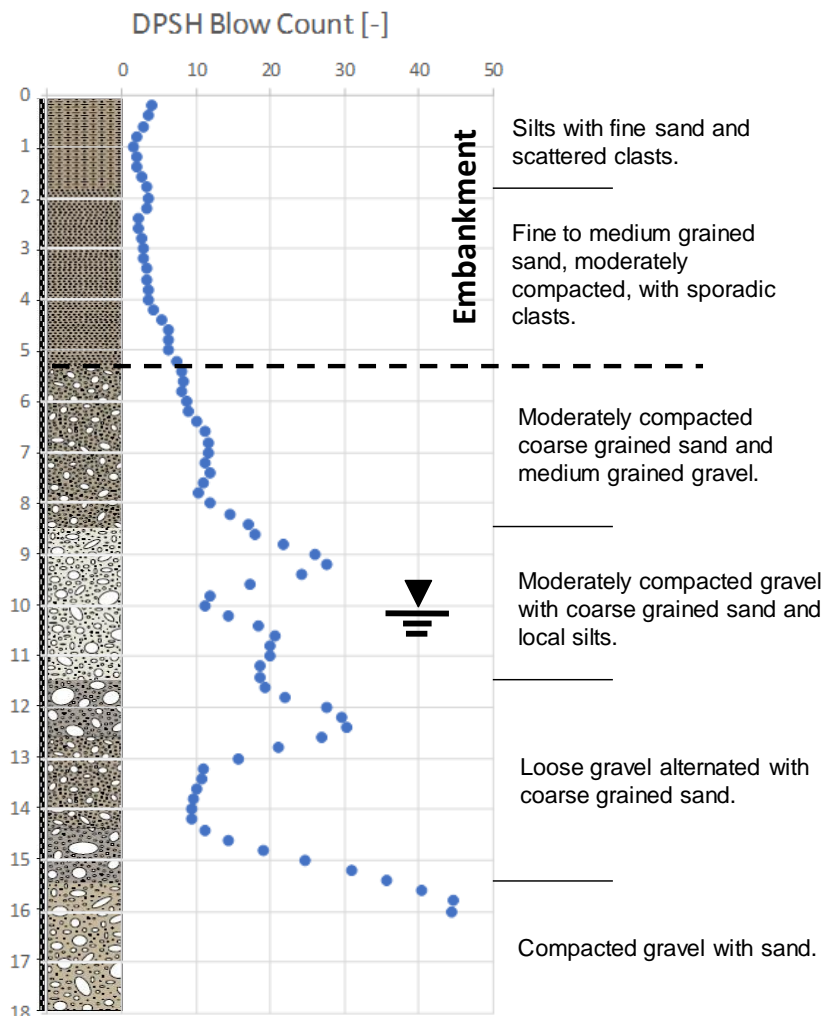 DPSH Blow Count [-]
0 10 20 30 40 50
0
1
2
3
4
5
6
7
8
9
10
11
12
13
14
15
16
17
18
Embankment
Silts with fine sand and
scattered clasts.
Fine to medium grained
sand, moderately
compacted, with sporadic
clasts.
Moderately compacted
coarse grained sand and
medium grained gravel.
Moderately compacted gravel
with coarse grained sand and
local silts.
Loose gravel alternated with
coarse grained sand.
Compacted gravel with sand.